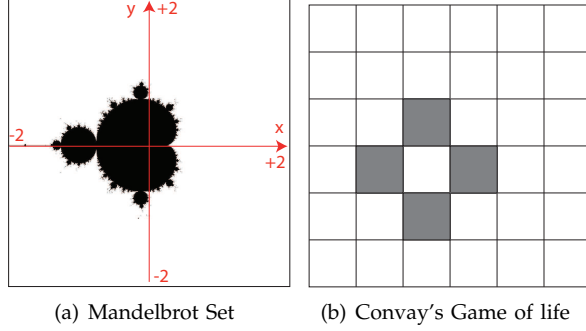 y
+2
-2
x
+2
-2
(a) Mandelbrot Set
(b) Convay's Game of life